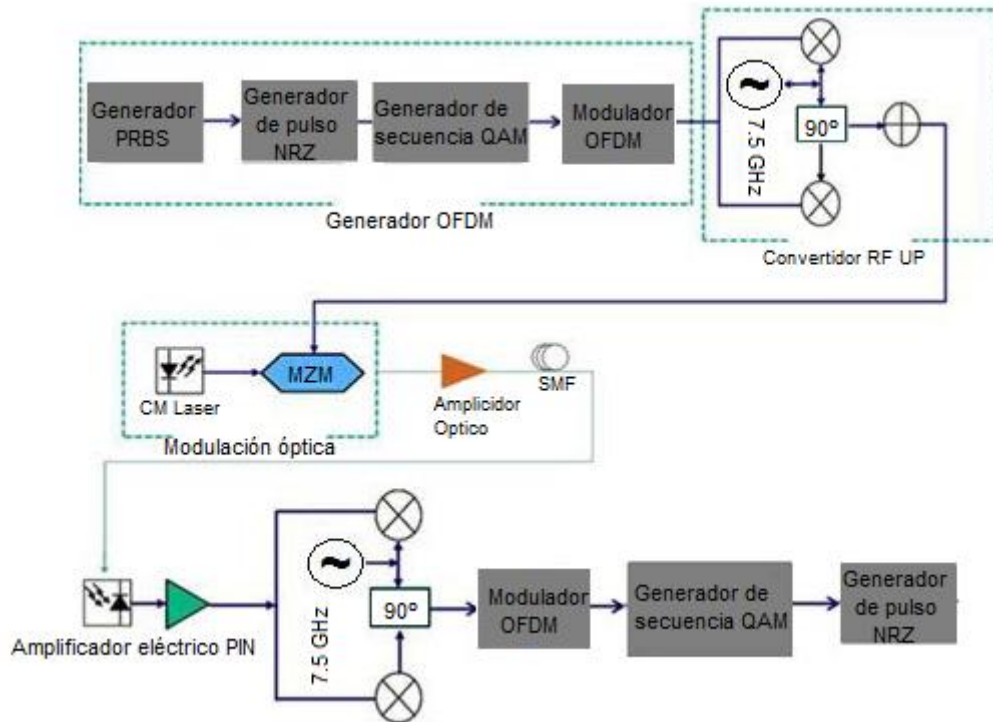 Generador
PRBS
Generador
de pulso
NRZ
Generador de
secuencia QAM
Modulador
OFDM
~
7.5 GHz
90º
Generador OFDM
Convertidor RF UP
MZM
CM Laser
Modulación óptica
Amplicidor
Optico
SMF
Amplificador eléctrico PIN
~
7.5 GHz
90º
Modulador
OFDM
Generador de
secuencia QAM
Generador
de pulso
NRZ